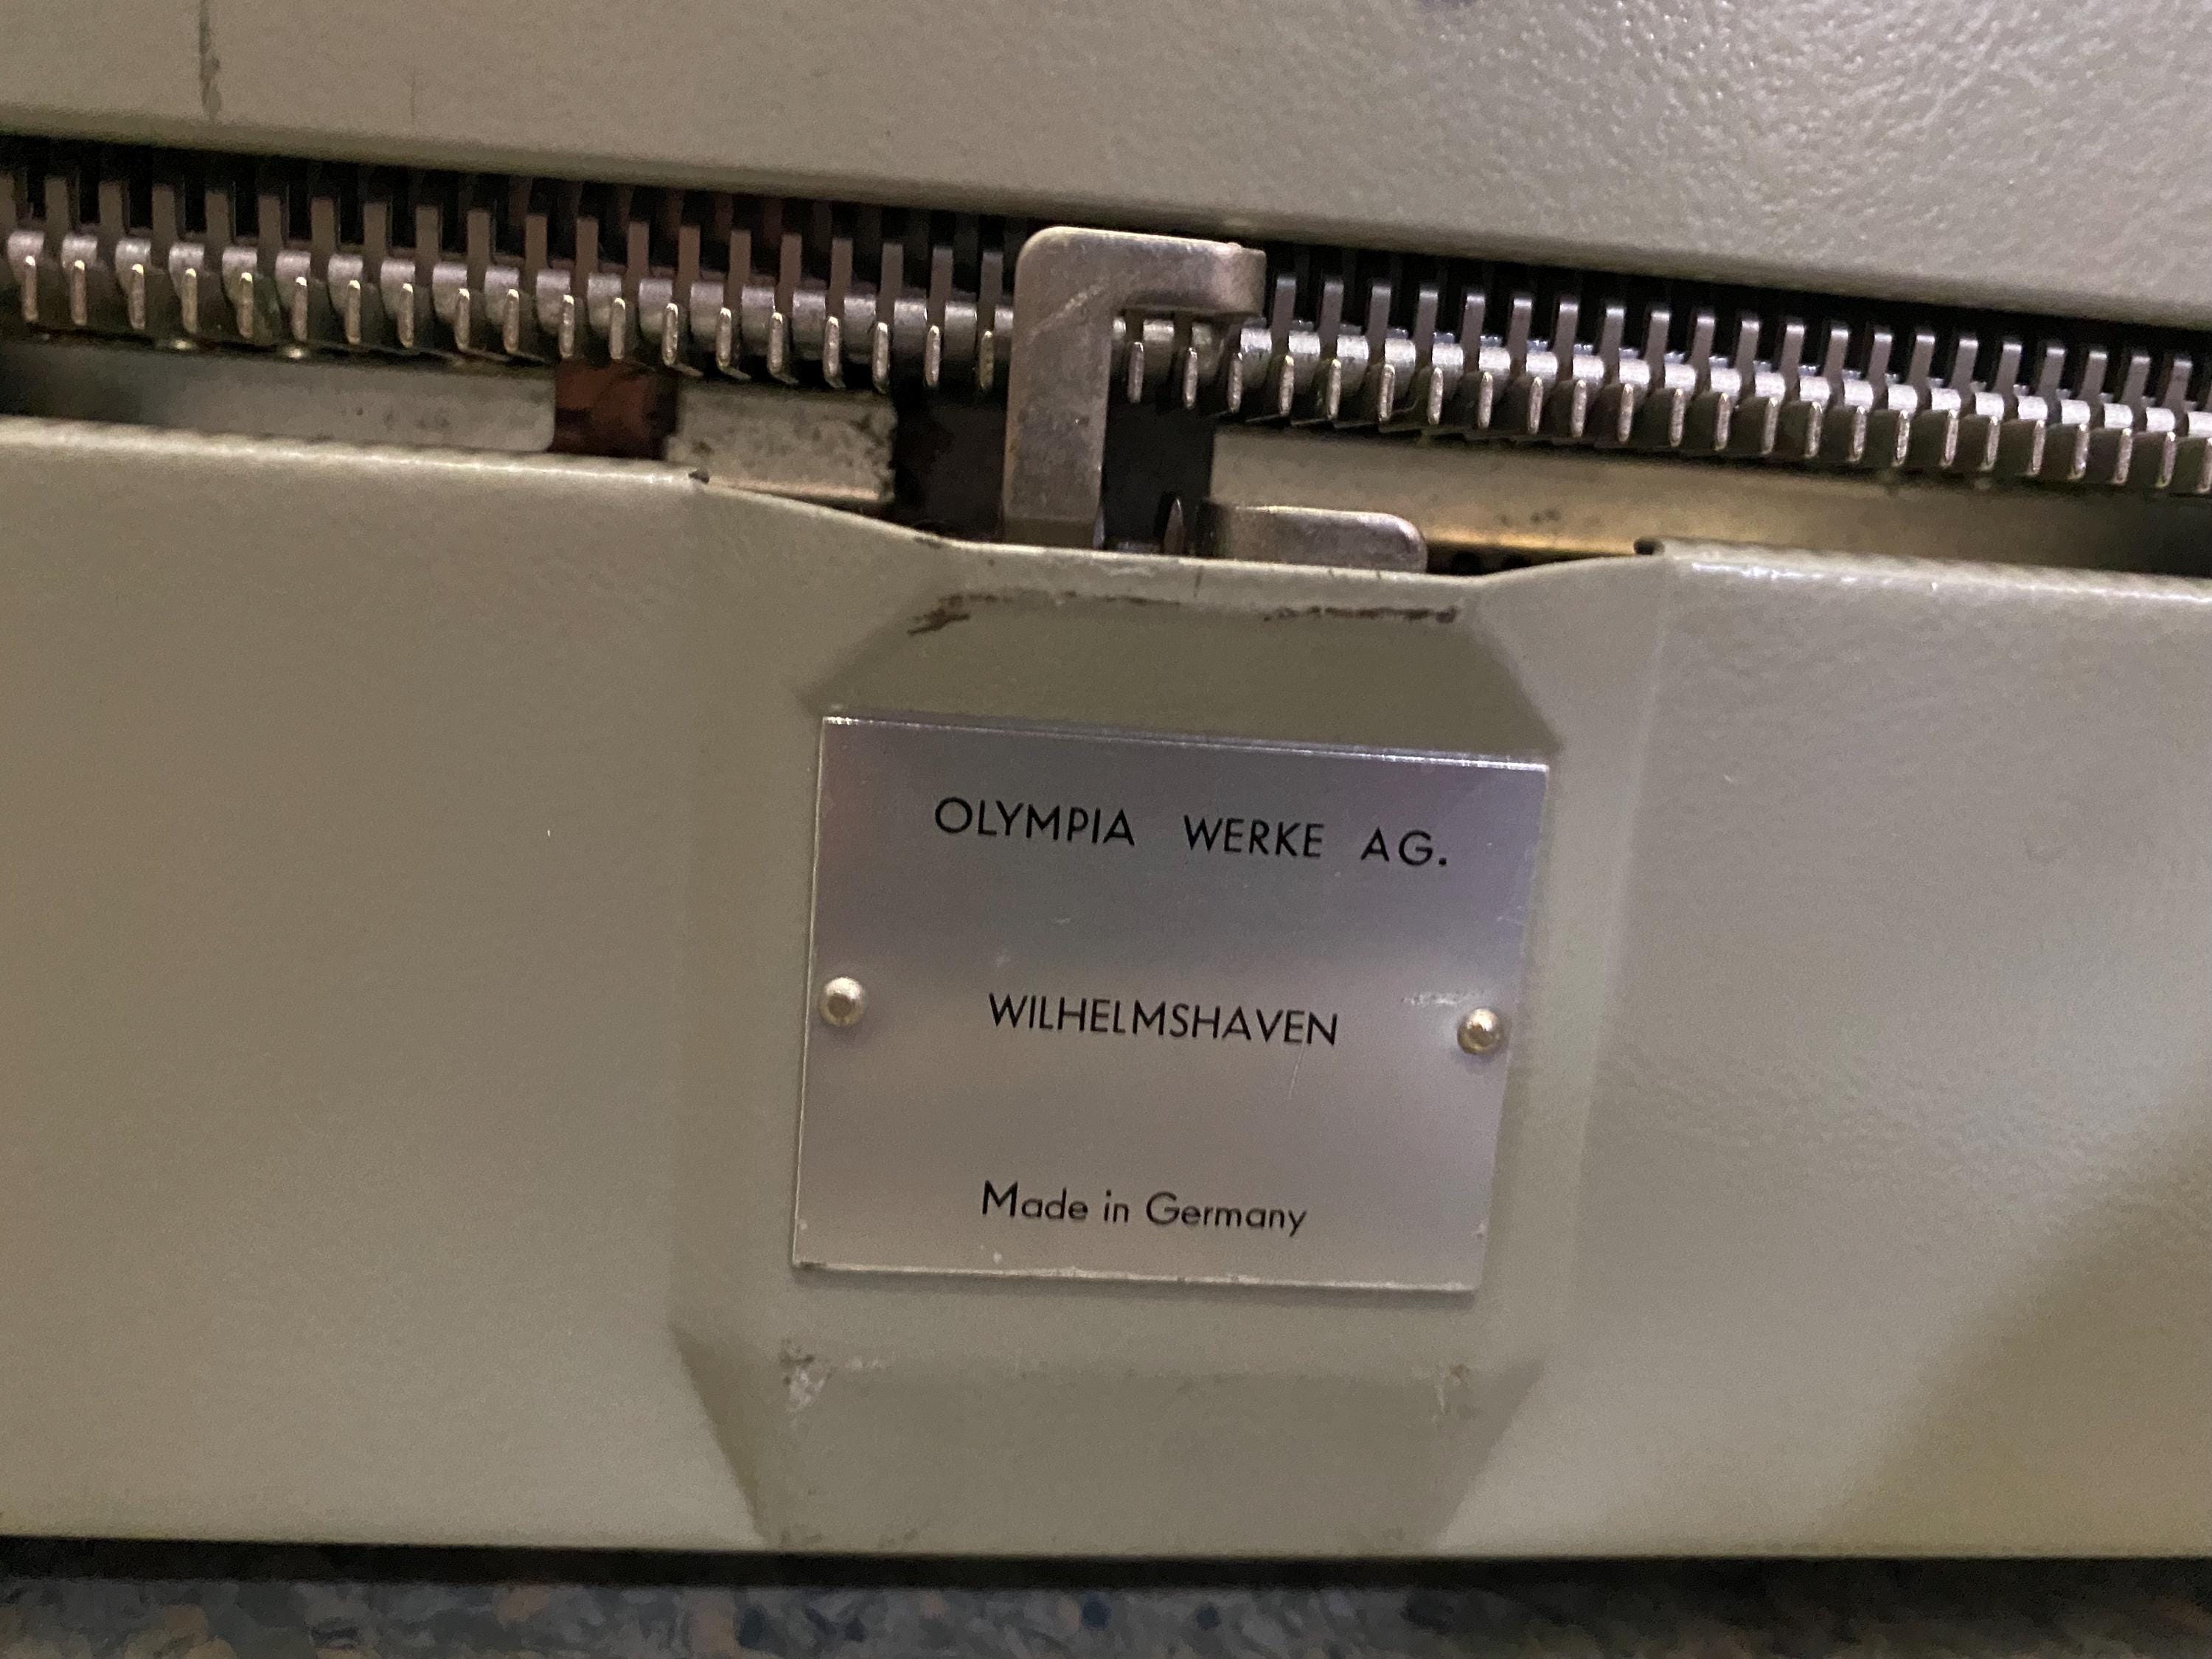 OLYMPIA WERKE AG.
WILHELMSHAVEN
Made in Germany